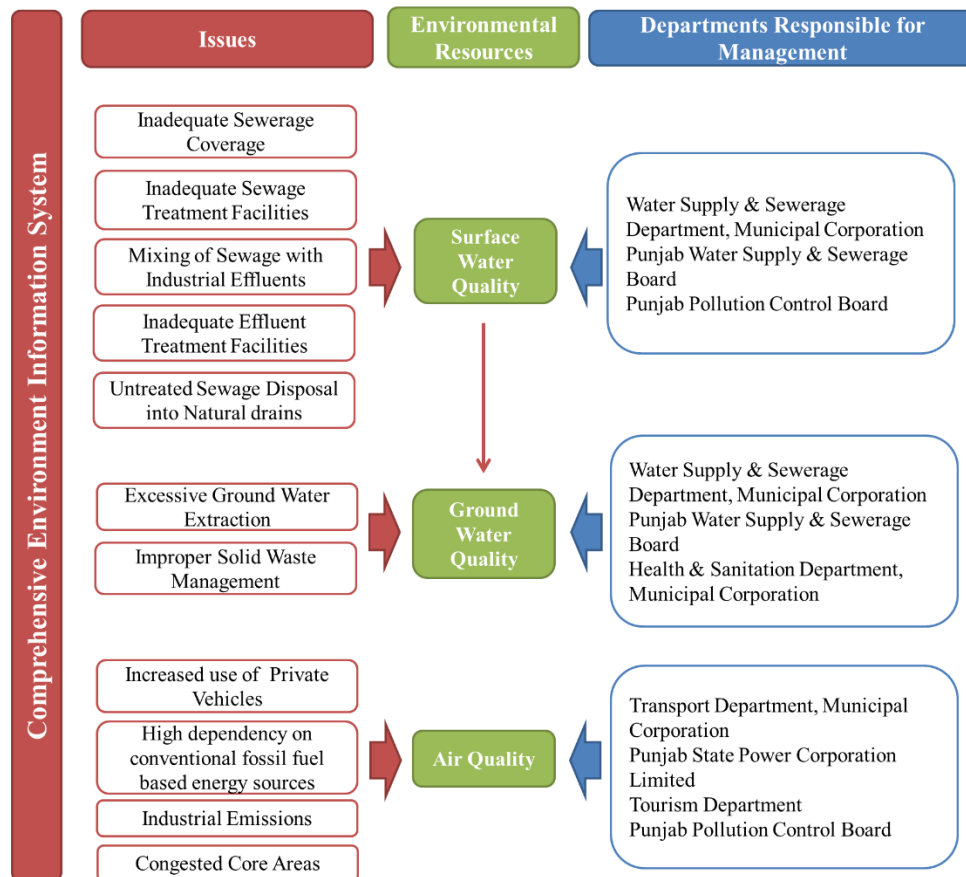 Comprehensive Environment Information System
Issues
Environmental
Resources
Departments Responsible for
Management
Inadequate Sewerage
Coverage
Inadequate Sewage
Treatment Facilities
Mixing of Sewage with
Industrial Effluents
Inadequate Effluent
Treatment Facilities
Untreated Sewage Disposal
into Natural drains
Surface
Water
Quality
Water Supply & Sewerage
Department, Municipal Corporation
Punjab Water Supply & Sewerage
Board
Punjab Pollution Control Board
Excessive Ground Water
Extraction
Improper Solid Waste
Management
Ground
Water
Quality
Water Supply & Sewerage
Department, Municipal Corporation
Punjab Water Supply & Sewerage
Board
Health & Sanitation Department,
Municipal Corporation
Increased use of Private
Vehicles
High dependency on
conventional fossil fuel
based energy sources
Industrial Emissions
Congested Core Areas
Air Quality
Transport Department, Municipal
Corporation
Punjab State Power Corporation
Limited
Tourism Department
Punjab Pollution Control Board